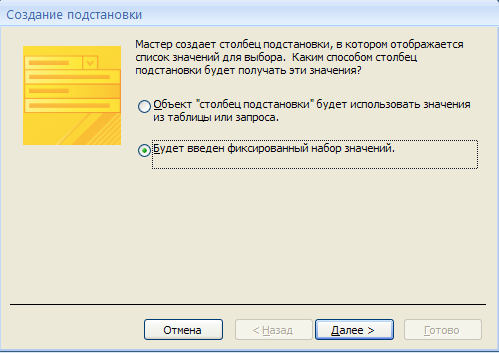 Создание подстановки
Мастер создает столбец подстановки, в котором отображается
список значений для выбора. Каким способом столбец
подстановки будет получать эти значения?
Объект "столбец подстановки" будет использовать значения
из таблицы или запроса.
Будет введен фиксированный набор значений.
Отмена
< Назад
Далее >
Готово